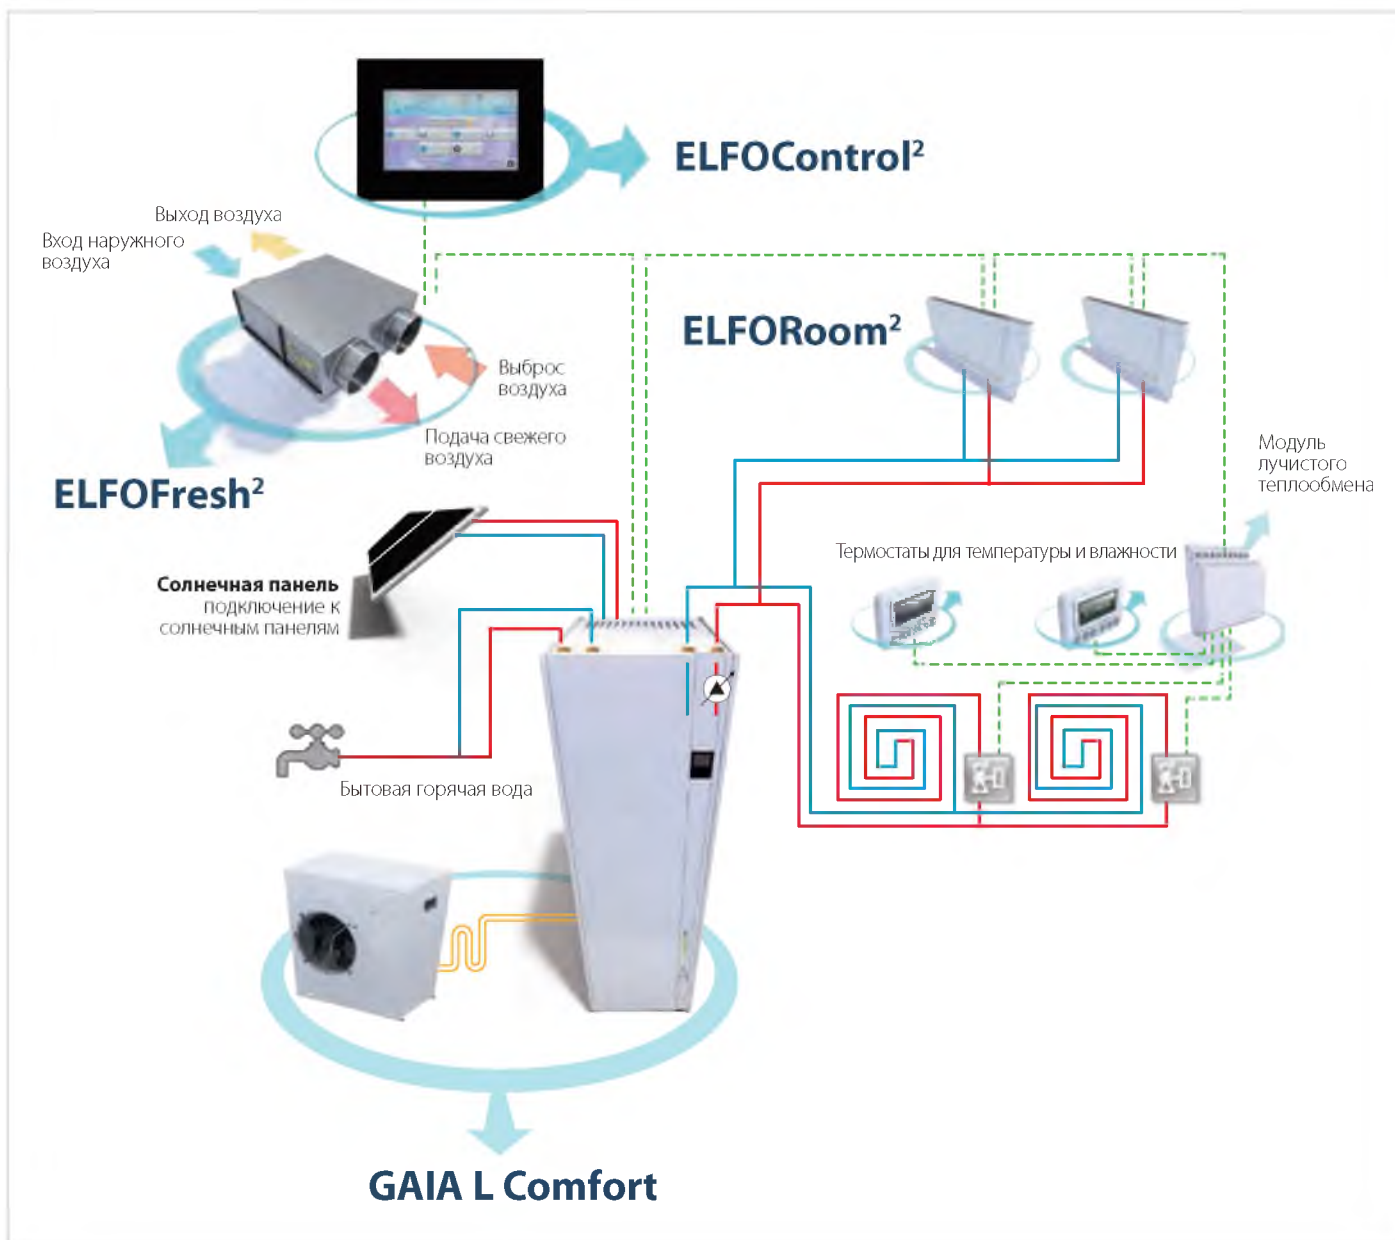 ELFOControl²
Выход воздуха
Вход наружного
воздуха
ELFORoom²
Выброс
воздуха
Подача свежего
воздуха
Модуль
лучистого
теплообмена
ELFOFresh²
Термостаты для температуры и влажности
Солнечная панель
подключение к
солнечным панелям
Бытовая горячая вода
GAIA L Comfort